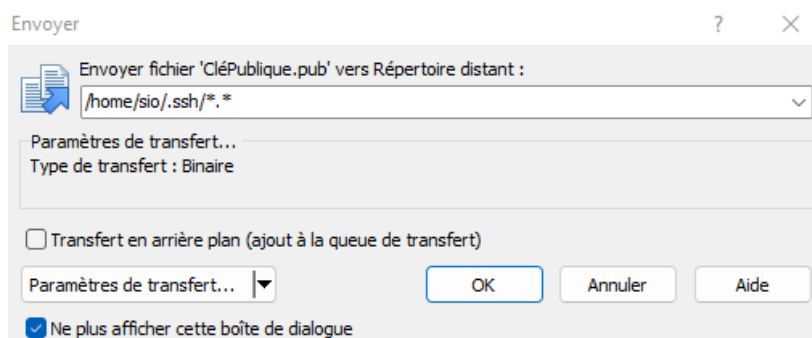 Envoyer ? ×
Envoyer fichier 'CléPublique.pub' vers Répertoire distant :
/home/sio/.ssh/*.*
Paramètres de transfert...
Type de transfert : Binaire
Transfert en arrière plan (ajout à la queue de transfert)
Paramètres de transfert... OK Annuler Aide
Ne plus afficher cette boîte de dialogue